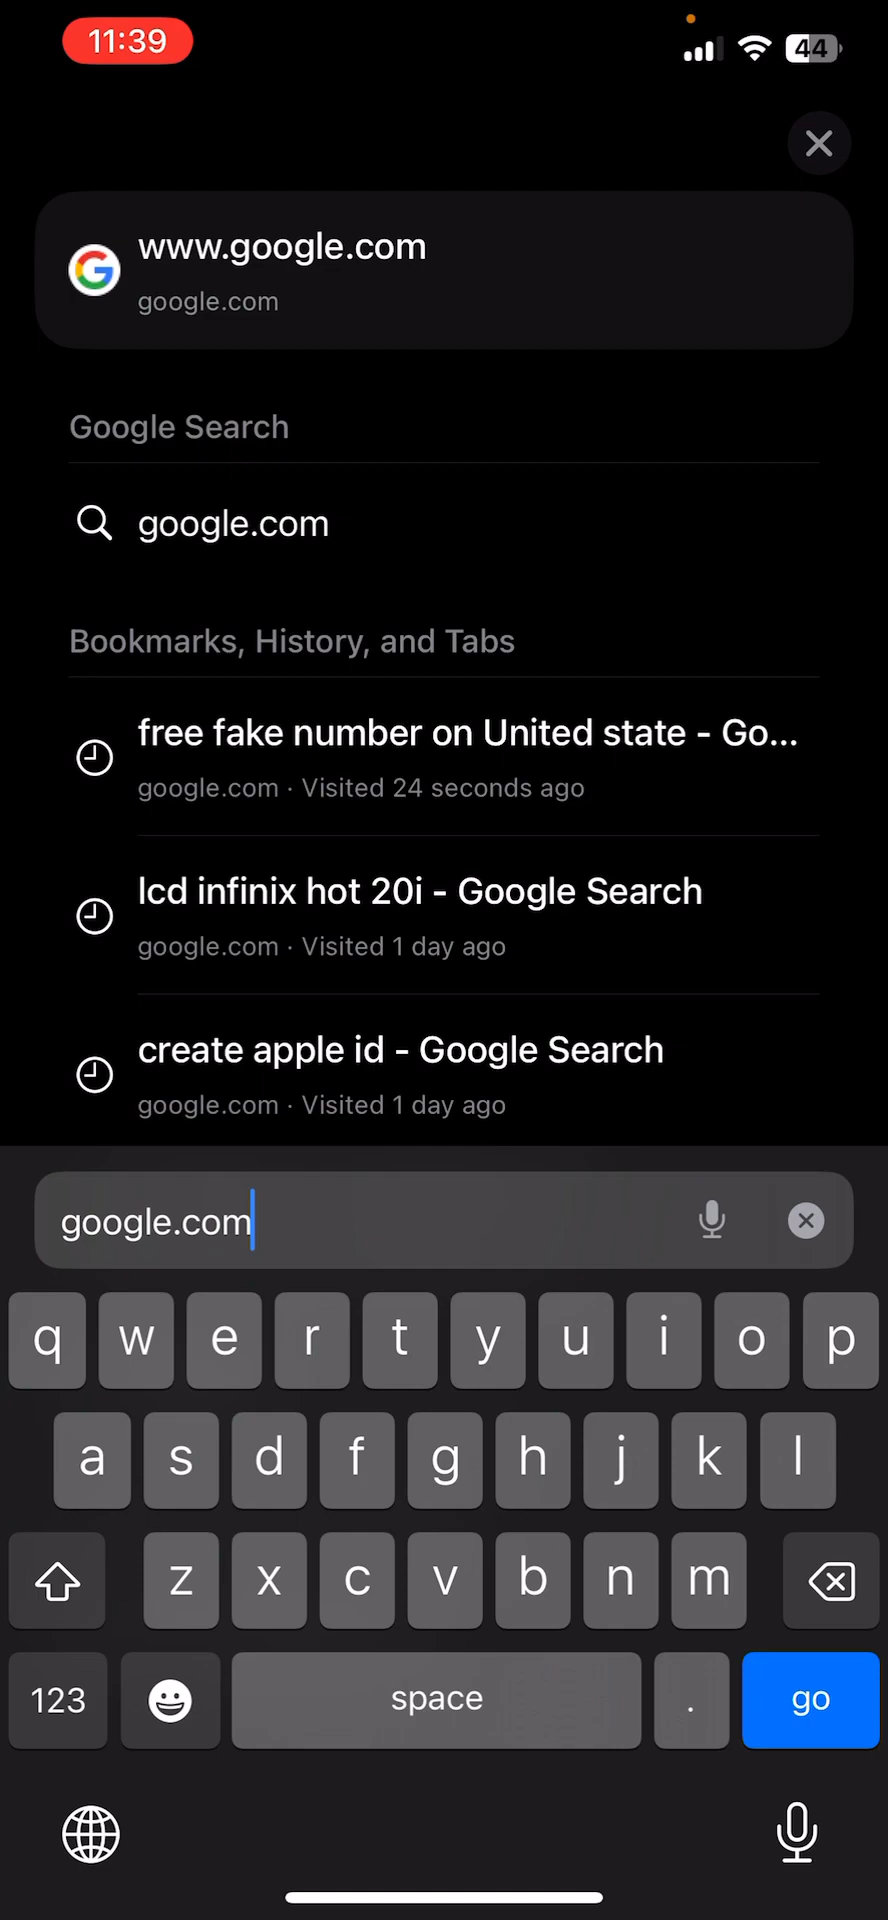 11:39
44
www.google.com
google.com
Google Search
google.com
Bookmarks, History, and Tabs
free fake number on United state - Go...
google.com · Visited 24 seconds ago
lcd infinix hot 20i - Google Search
google.com · Visited 1 day ago
create apple id - Google Search
google.com · Visited 1 day ago
google.com
q w e r t y u i o p
a s d f g h j k l
z x c v b n m
123 space . go